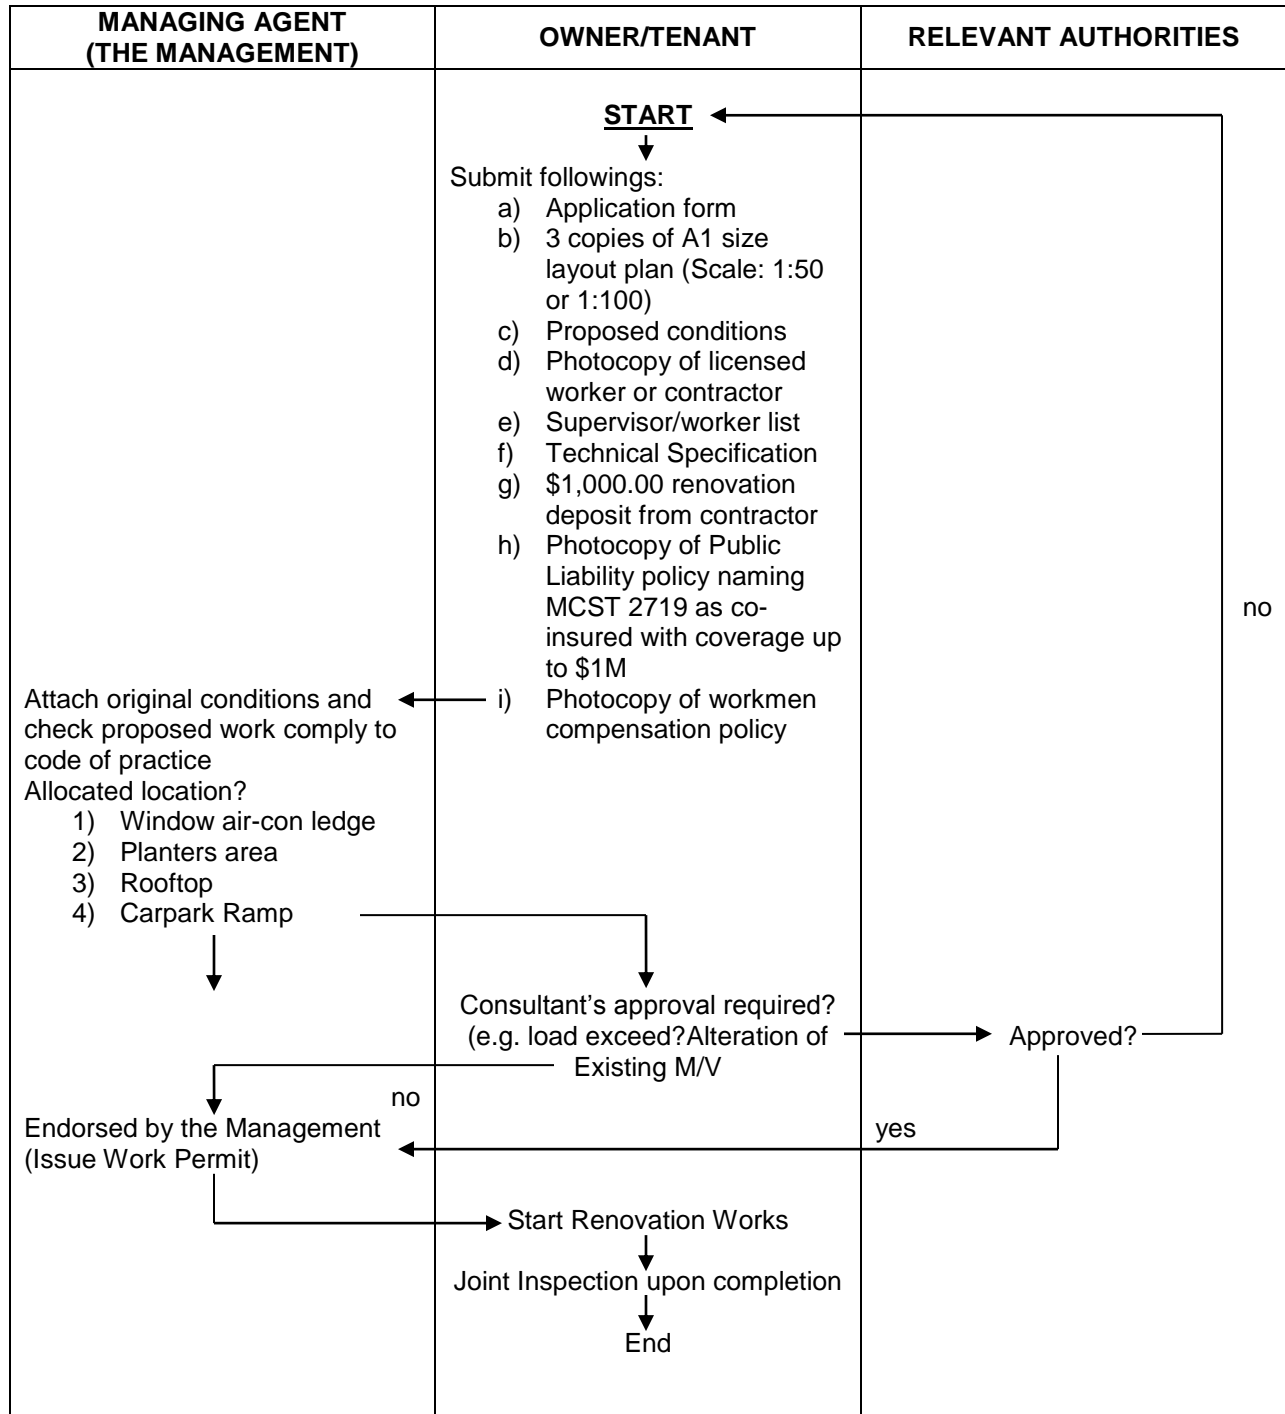 MANAGING AGENT
(THE MANAGEMENT)
OWNER/TENANT
RELEVANT AUTHORITIES
START
Submit followings:
a) Application form
b) 3 copies of A1 size
layout plan (Scale: 1:50
or 1:100)
c) Proposed conditions
d) Photocopy of licensed
worker or contractor
e) Supervisor/worker list
f) Technical Specification
g) $1,000.00 renovation
deposit from contractor
h) Photocopy of Public
Liability policy naming
MCST 2719 as co-
insured with coverage up
to $1M
i) Photocopy of workmen
compensation policy
no
Attach original conditions and
check proposed work comply to
code of practice
Allocated location?
1) Window air-con ledge
2) Planters area
3) Rooftop
4) Carpark Ramp
Consultant's approval required?
(e.g. load exceed?Alteration of
Existing M/V
Approved?
no
yes
Endorsed by the Management
(Issue Work Permit)
Start Renovation Works
Joint Inspection upon completion
End